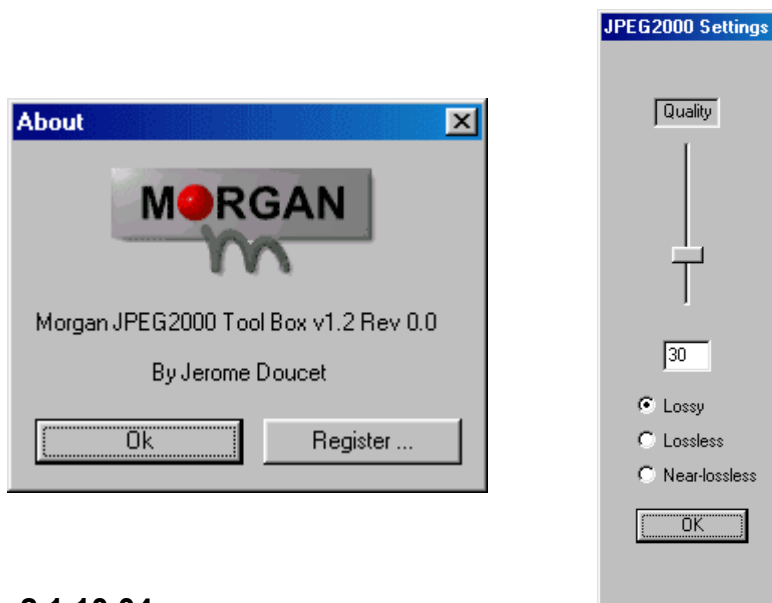 About
MORGAN
Morgan JPEG2000 Tool Box v1.2 Rev 0.0
By Jerome Doucet
Ok
Register ...
JPEG2000 Settings
Quality
30
Lossy
Lossless
Near-lossless
OK